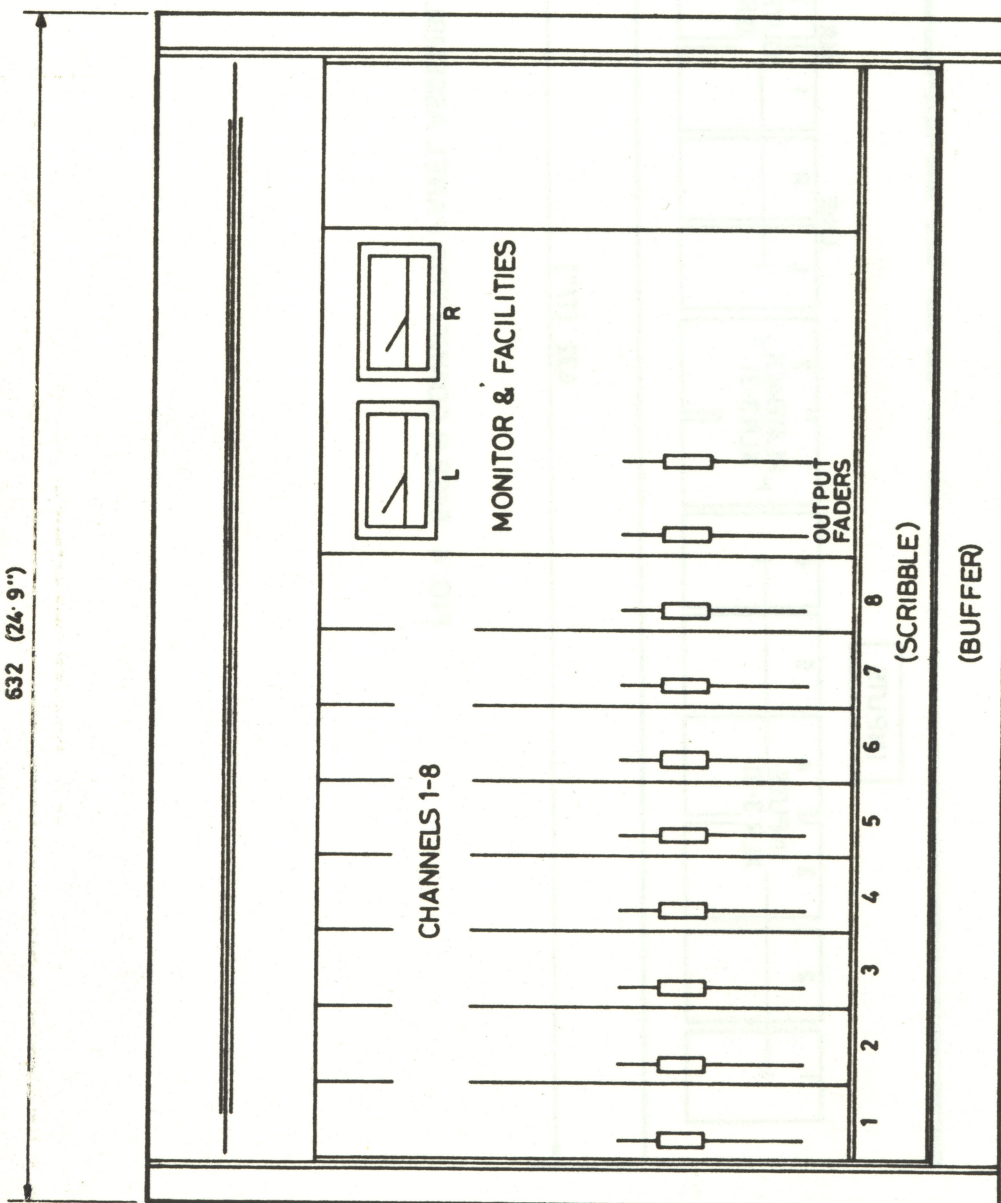 632 (24·9")
L
R
MONITOR & FACILITIES
CHANNELS 1-8
OUTPUT
FADERS
1 2 3 4 5 6 7 8
(SCRIBBLE)
(BUFFER)